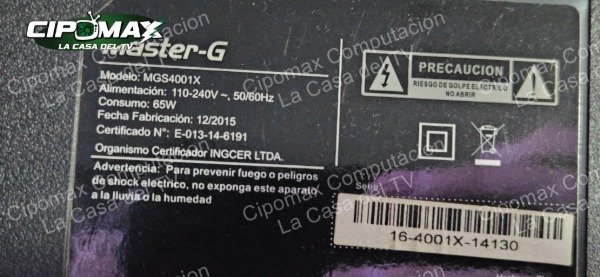 CIPOMAX
LA CASA DEL TV
Master-G
Modelo: MGS4001X
Alimentación: 110-240V ~, 50/60Hz
Consumo: 65W
Fecha Fabricación: 12/2015
Certificado N°: E-013-14-6191
Organismo Certificador INGCER LTDA.
Advertencia: Para prevenir fuego o peligros
de shock electrico, no exponga este aparato
a la lluvia o la humedad
PRECAUCION
RIESGO DE GOLPE ELECTRICO
NO ABRIR
Serie
16-4001X-14130
Cipomax Computacion
La Casa del TV